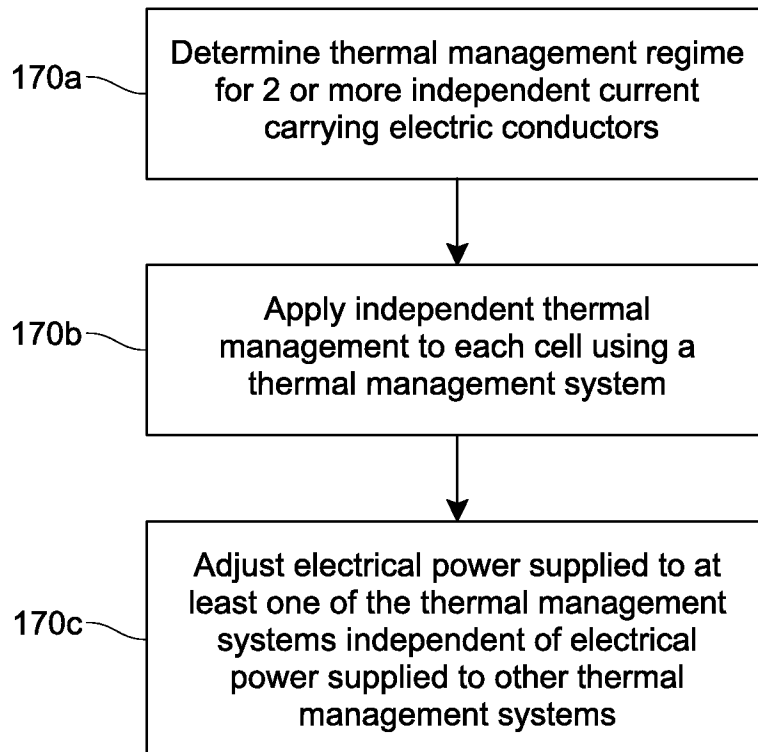 170a
Determine thermal management regime
for 2 or more independent current
carrying electric conductors
170b
Apply independent thermal
management to each cell using a
thermal management system
170c
Adjust electrical power supplied to at
least one of the thermal management
systems independent of electrical
power supplied to other thermal
management systems